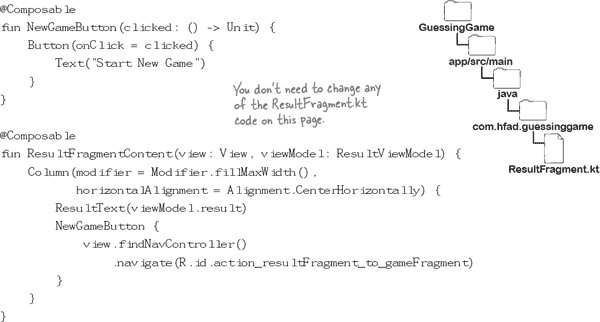 @Composable
fun NewGameButton(clicked: () -> Unit) {
    Button(onClick = clicked) {
        Text("Start New Game")
    }
}
You don't need to change any
of the ResultFragment.kt
code on this page.
@Composable
fun ResultFragmentContent(view: View, viewModel: ResultViewModel) {
    Column(modifier = Modifier.fillMaxWidth(),
           horizontalAlignment = Alignment.CenterHorizontally) {
        ResultText(viewModel.result)
        NewGameButton {
            view.findNavController()
                .navigate(R.id.action_resultFragment_to_gameFragment)
        }
    }
}
GuessingGame
app/src/main
java
com.hfad.guessinggame
ResultFragment.kt